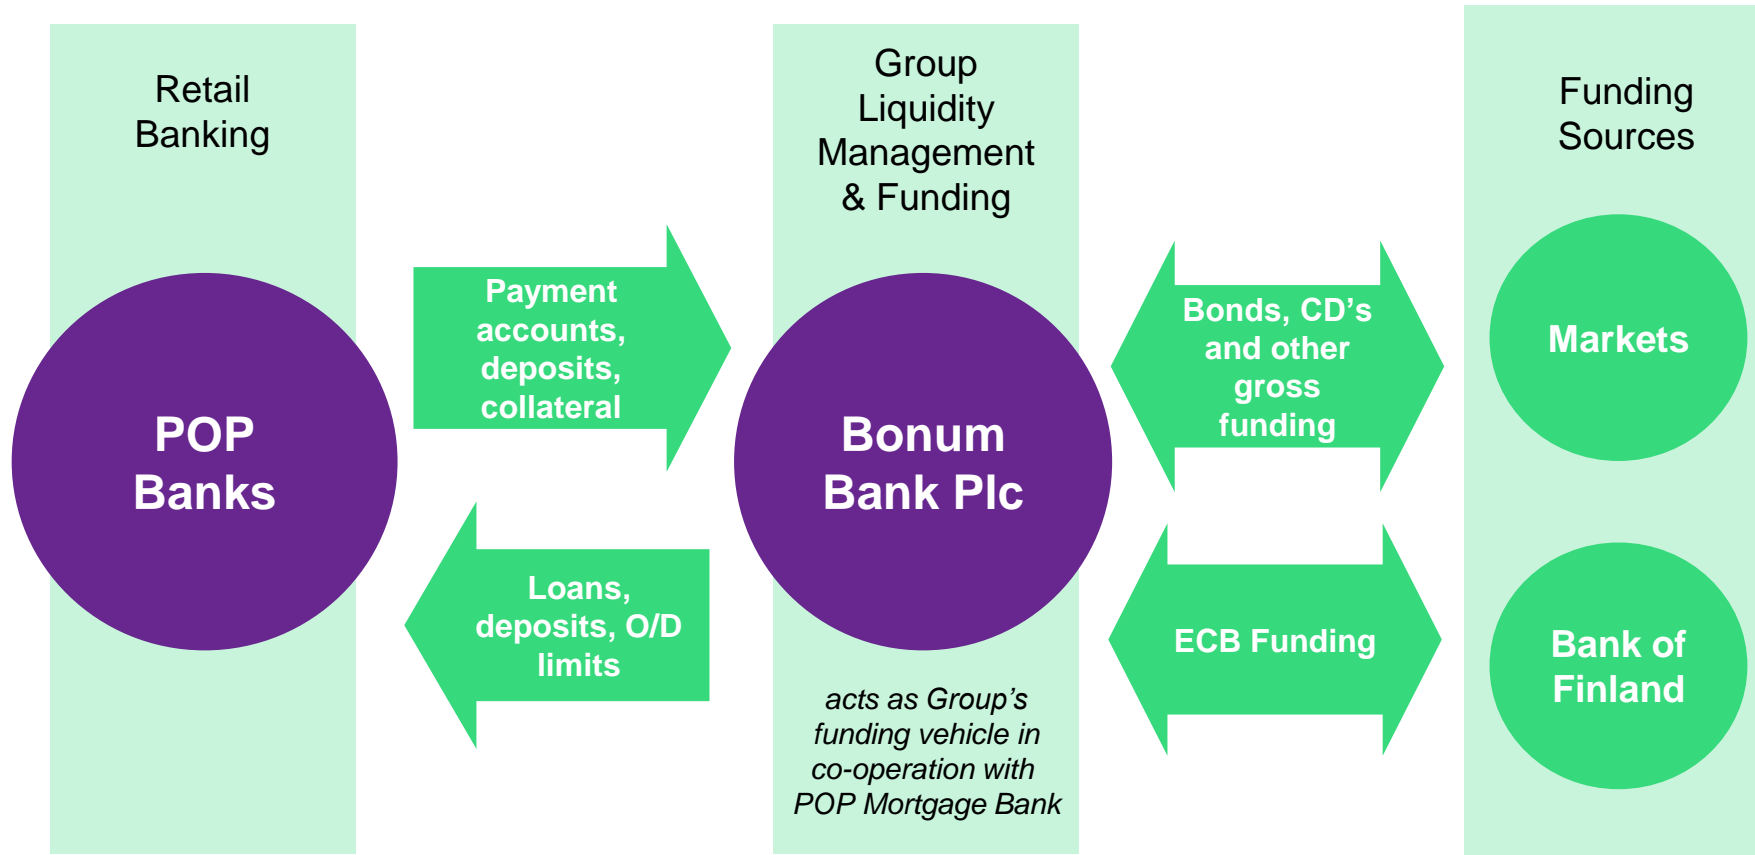 Retail
Banking
POP
Banks
Payment
accounts,
deposits,
collateral
Loans,
deposits, O/D
limits
Group
Liquidity
Management
& Funding
Bonum
Bank Plc
acts as Group’s
funding vehicle in
co-operation with
POP Mortgage Bank
Bonds, CD’s
and other
gross
funding
ECB Funding
Funding
Sources
Markets
Bank of
Finland